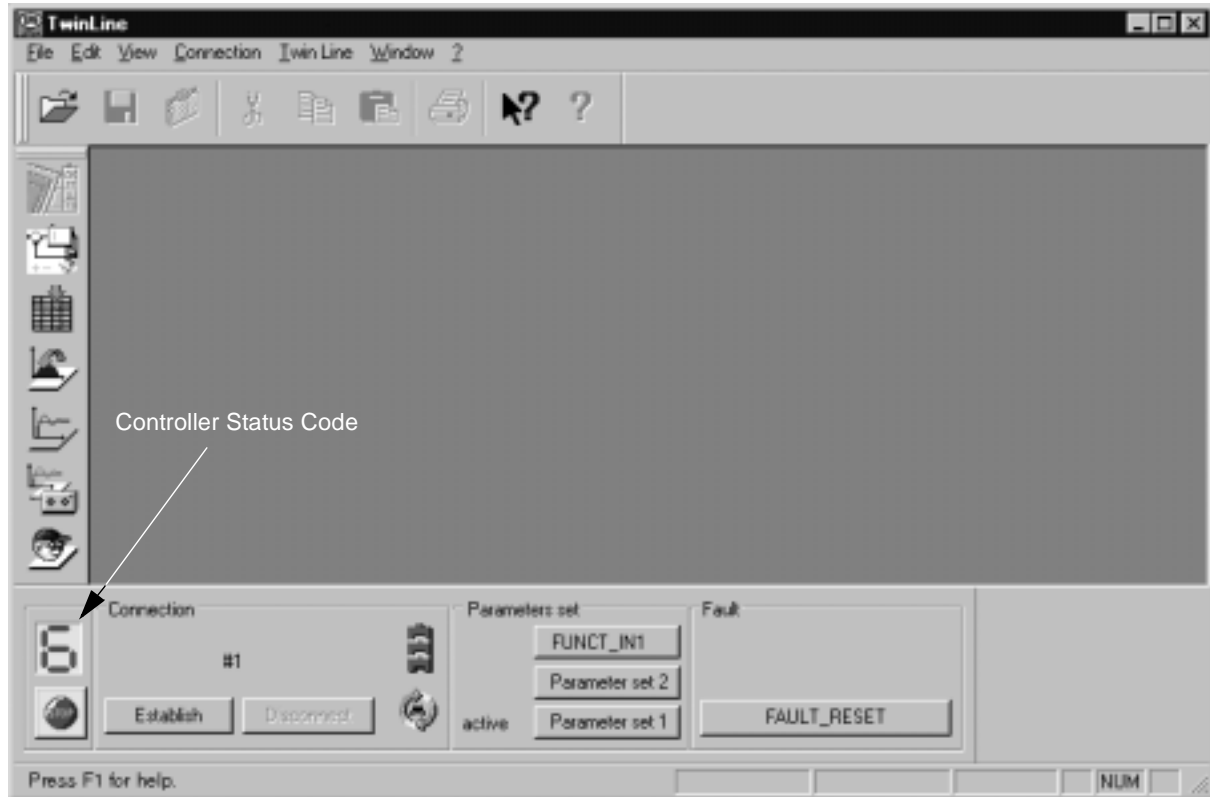 TwinLine
File Edit View Connection Twin Line Window ?
Controller Status Code
6
Connection
#1
Establish Disconnect
Parameters set
FUNCT_IN1
Parameter set 2
active Parameter set 1
Fault
FAULT_RESET
Press F1 for help.
NUM